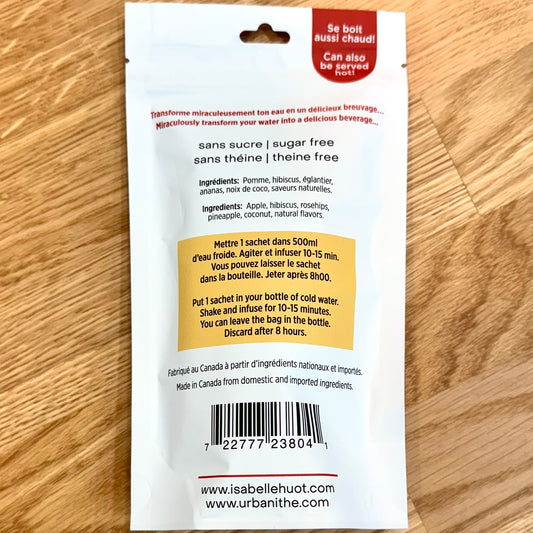 Se boit
aussi chaud!
Can also
be served
hot!
Transforme miraculeusement ton eau en un délicieux breuvage...
Miraculously transform your water into a delicious beverage...
sans sucre | sugar free
sans théine | theine free
Ingrédients: Pomme, hibiscus, églantier,
ananas, noix de coco, saveurs naturelles.
Ingredients: Apple, hibiscus, rosehips,
pineapple, coconut, natural flavors.
Mettre 1 sachet dans 500ml
d'eau froide. Agiter et infuser 10-15 min.
Vous pouvez laisser le sachet
dans la bouteille. Jeter après 8h00.
Put 1 sachet in your bottle of cold water.
Shake and infuse for 10-15 minutes.
You can leave the bag in the bottle.
Discard after 8 hours.
Fabriqué au Canada à partir d'ingrédients nationaux et importés.
Made in Canada from domestic and imported ingredients.
7 22777 23804 1
www.isabellehuot.com
www.urbanithe.com